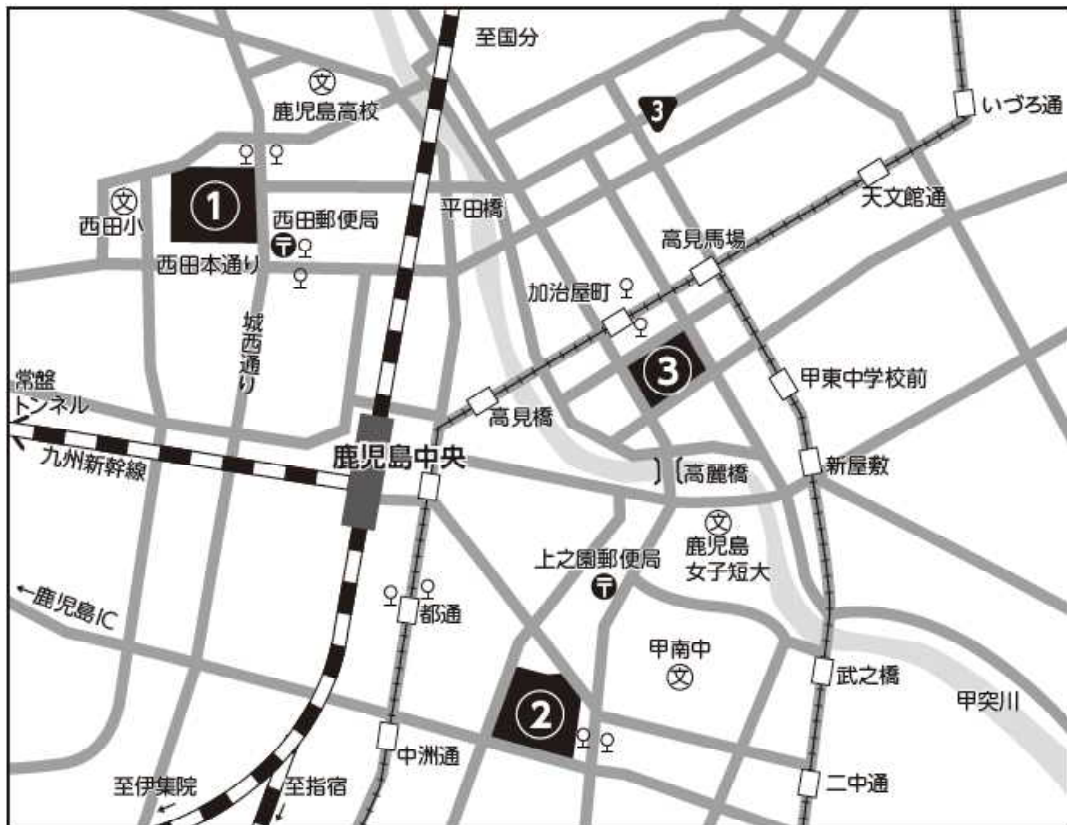 至国分
文
鹿児島高校
3
いづろ通
文
西田小
①
西田郵便局
平田橋
天文館通
高見馬場
西田本通り
加治屋町
城西通り
③
甲東中学校前
常盤
トンネル
高見橋
鹿児島中央
九州新幹線
高麗橋
新屋敷
文
鹿児島
女子短大
上之園郵便局
←鹿児島IC
都通
甲南中
文
武之橋
甲突川
②
中洲通
二中通
至伊集院
至指宿